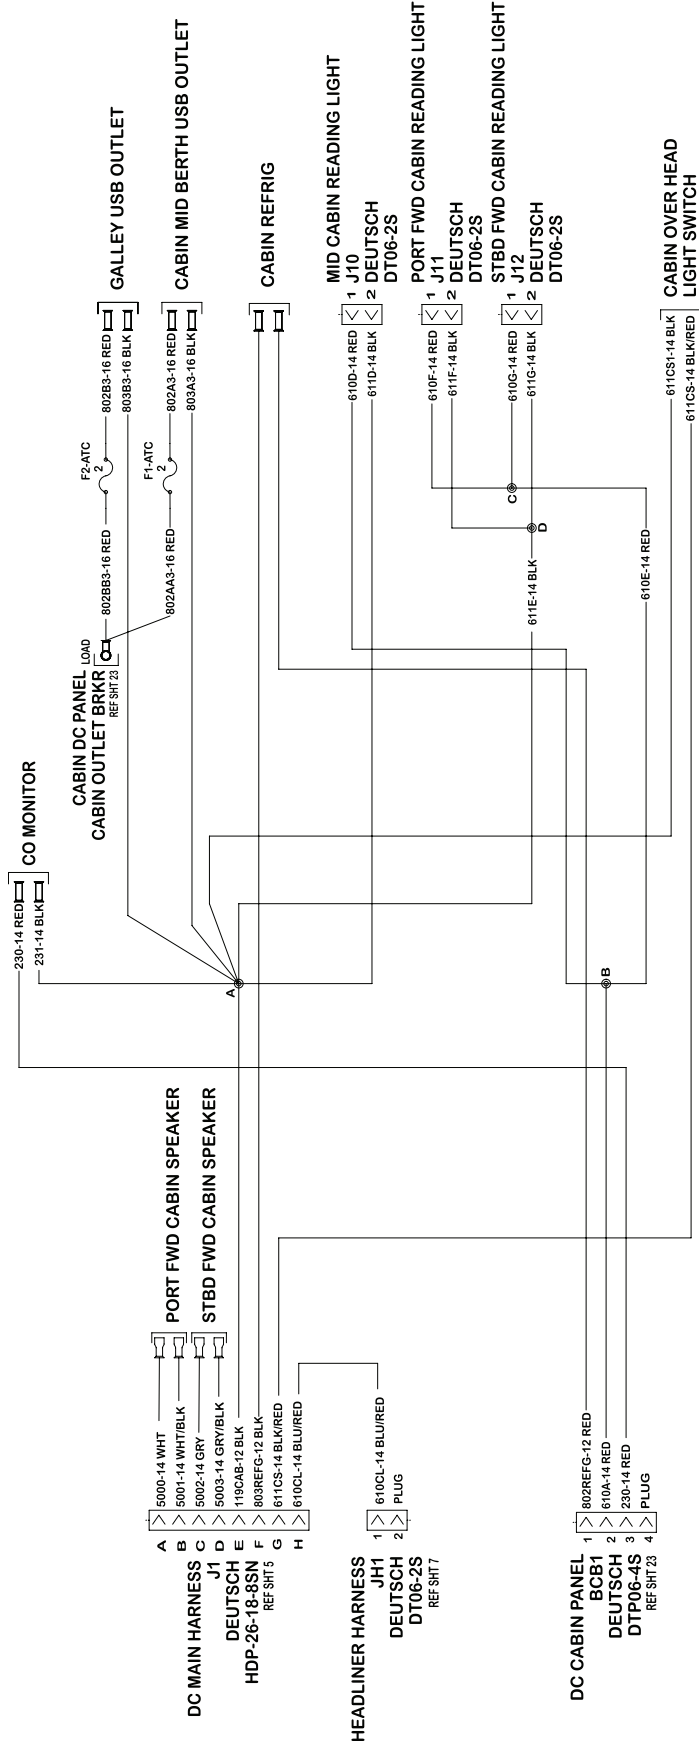 DC MAIN HARNESS
J1
DEUTSCH
HDP-26-18-8SN
REF SHT 5
A
B
C
D
E
F
G
H
5000-14 WHT
5001-14 WHT/BLK
5002-14 GRY
5003-14 GRY/BLK
119CAB-12 BLK
803REFG-12 BLK
611CS-14 BLK/RED
610CL-14 BLU/RED
PORT FWD CABIN SPEAKER
STBD FWD CABIN SPEAKER
HEADLINER HARNESS
JH1
DEUTSCH
DT06-2S
REF SHT 7
1
2
610CL-14 BLU/RED
PLUG
DC CABIN PANEL
BCB1
DEUTSCH
DTP06-4S
REF SHT 23
1
2
3
4
802REFG-12 RED
610A-14 RED
230-14 RED
PLUG
A
B
230-14 RED
231-14 BLK
CO MONITOR
CABIN DC PANEL
CABIN OUTLET BRKR
REF SHT 23
LOAD
802BB3-16 RED
802AA3-16 RED
F2-ATC
2
F1-ATC
2
802B3-16 RED
803B3-16 BLK
802A3-16 RED
803A3-16 BLK
GALLEY USB OUTLET
CABIN MID BERTH USB OUTLET
CABIN REFRIG
611E-14 BLK
610E-14 RED
C
D
610D-14 RED
611D-14 BLK
610F-14 RED
611F-14 BLK
610G-14 RED
611G-14 BLK
1
2
1
2
1
2
MID CABIN READING LIGHT
J10
DEUTSCH
DT06-2S
PORT FWD CABIN READING LIGHT
J11
DEUTSCH
DT06-2S
STBD FWD CABIN READING LIGHT
J12
DEUTSCH
DT06-2S
611CS1-14 BLK
611CS-14 BLK/RED
CABIN OVER HEAD
LIGHT SWITCH